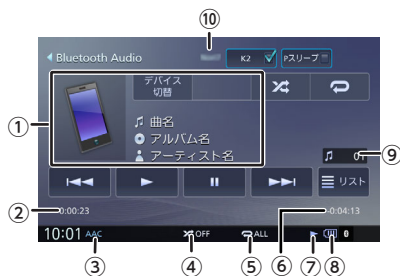 ⑩
Bluetooth Audio
K2
Pスリープ
デバイス
切替
①
曲名
アルバム名
アーティスト名
⑨
01
リスト
②
0:00:23
-0:04:13
10:01 AAC
OFF
ALL
③
④
⑤
⑥
⑦
⑧